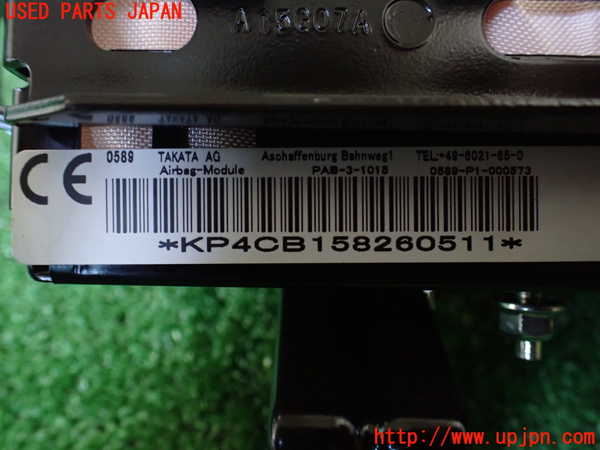 USED PARTS JAPAN
A15G07A
CE
0589 TAKATA AG Aschaffenburg Bahnweg1 TEL:+49-6021-65-0
Airbag-Module PAB-3-1015 0589-P1-000573
*KP4CB158260511*
http://www.upjpn.com/